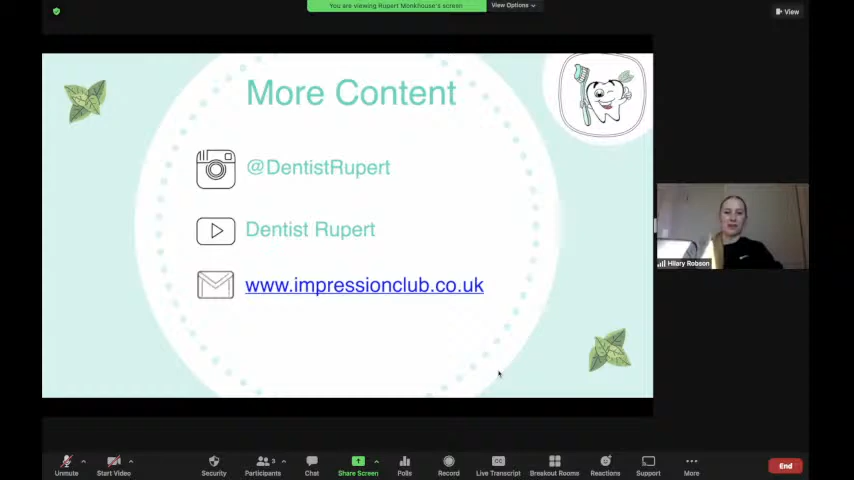 You are viewing Rupert Monkhouse's screen
View Options
View
More Content
@DentistRupert
Dentist Rupert
www.impressionclub.co.uk
Hilary Robson
Unmute
Start Video
Security
3
Participants
Chat
Share Screen
Polls
Record
CC
Live Transcript
Breakout Rooms
Reactions
Support
More
End